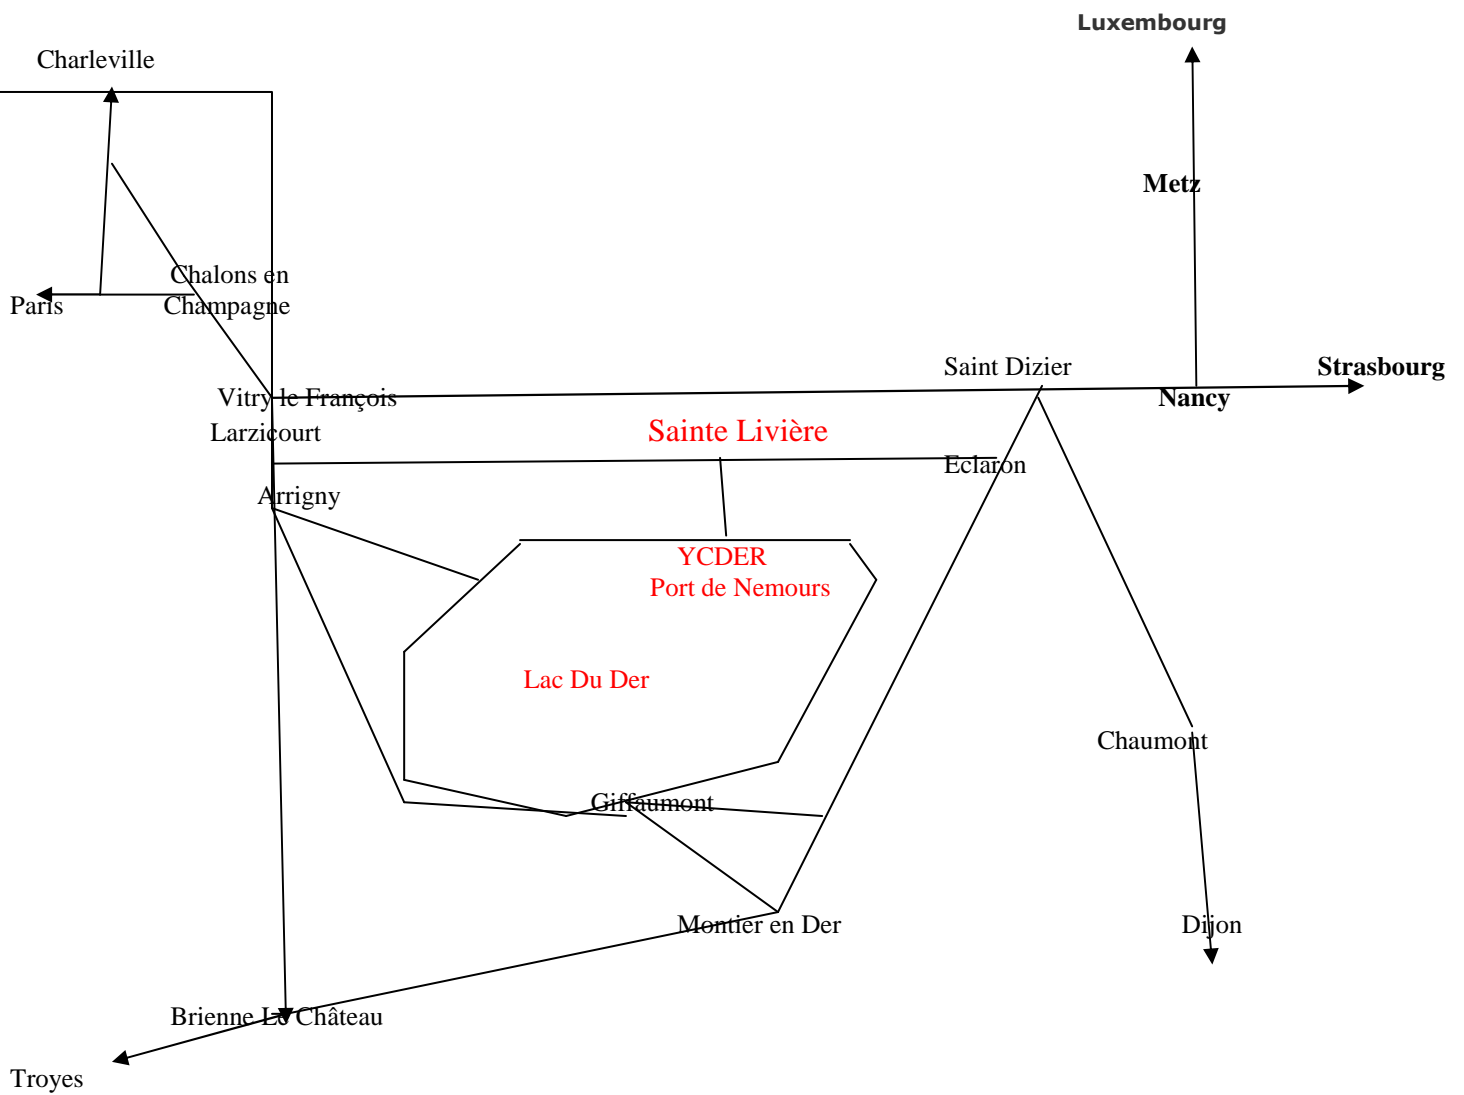 Luxembourg
Charleville
Metz
Chalons en
Champagne
Paris
Saint Dizier
Strasbourg
Vitry le François
Nancy
Larzicourt
Sainte Livière
Eclaron
Arrigny
YCDER
Port de Nemours
Lac Du Der
Chaumont
Giffaumont
Montier en Der
Dijon
Brienne Le Château
Troyes